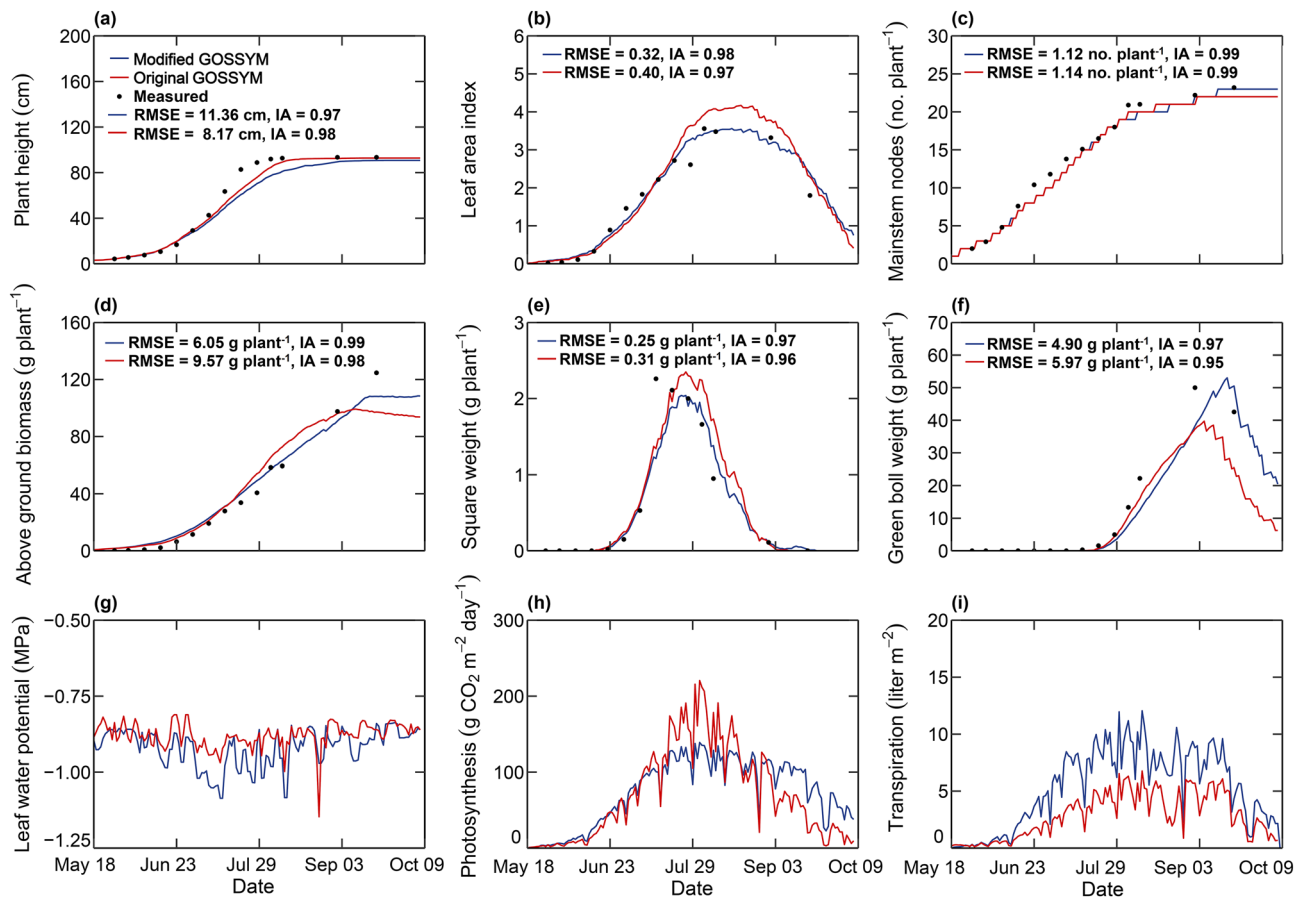 (a)
200
160
120
80
40
0
Plant height (cm)
Modified GOSSYM
Original GOSSYM
Measured
RMSE = 11.36 cm, IA = 0.97
RMSE = 8.17 cm, IA = 0.98
(b)
6
5
4
3
2
1
0
Leaf area index
RMSE = 0.32, IA = 0.98
RMSE = 0.40, IA = 0.97
(c)
30
25
20
15
10
5
0
Mainstem nodes (no. plant⁻¹)
RMSE = 1.12 no. plant⁻¹, IA = 0.99
RMSE = 1.14 no. plant⁻¹, IA = 0.99
(d)
160
120
80
40
0
Above ground biomass (g plant⁻¹)
RMSE = 6.05 g plant⁻¹, IA = 0.99
RMSE = 9.57 g plant⁻¹, IA = 0.98
(e)
3
2
1
0
Square weight (g plant⁻¹)
RMSE = 0.25 g plant⁻¹, IA = 0.97
RMSE = 0.31 g plant⁻¹, IA = 0.96
(f)
70
60
50
40
30
20
10
0
Green boll weight (g plant⁻¹)
RMSE = 4.90 g plant⁻¹, IA = 0.97
RMSE = 5.97 g plant⁻¹, IA = 0.95
(g)
−0.50
−0.75
−1.00
−1.25
Leaf water potential (MPa)
May 18 Jun 23 Jul 29 Sep 03 Oct 09
Date
(h)
300
200
100
0
Photosynthesis (g CO₂ m⁻² day⁻¹)
May 18 Jun 23 Jul 29 Sep 03 Oct 09
Date
(i)
20
15
10
5
0
Transpiration (liter m⁻²)
May 18 Jun 23 Jul 29 Sep 03 Oct 09
Date